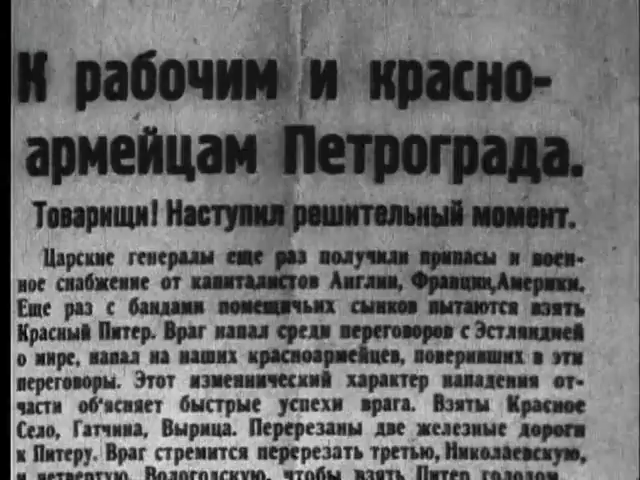 К рабочим и красно-
армейцам Петрограда.
Товарищи! Наступил решительный момент.
Царские генералы еще раз получили припасы и воен-
ное снабжение от капиталистов Англии, Франции, Америки.
Еще раз с бандами помещичьих сынков пытаются взять
Красный Питер. Враг напал среди переговоров с Эстляндией
о мире, напал на наших красноармейцев, поверивших в эти
переговоры. Этот изменнический характер нападения от-
части об'ясняет быстрые успехи врага. Взяты Красное
Село, Гатчина, Вырица. Перерезаны две железные дороги
к Питеру. Враг стремится перерезать третью, Николаевскую,
и четвертую, Вологодскую, чтобы взять Питер голодом.